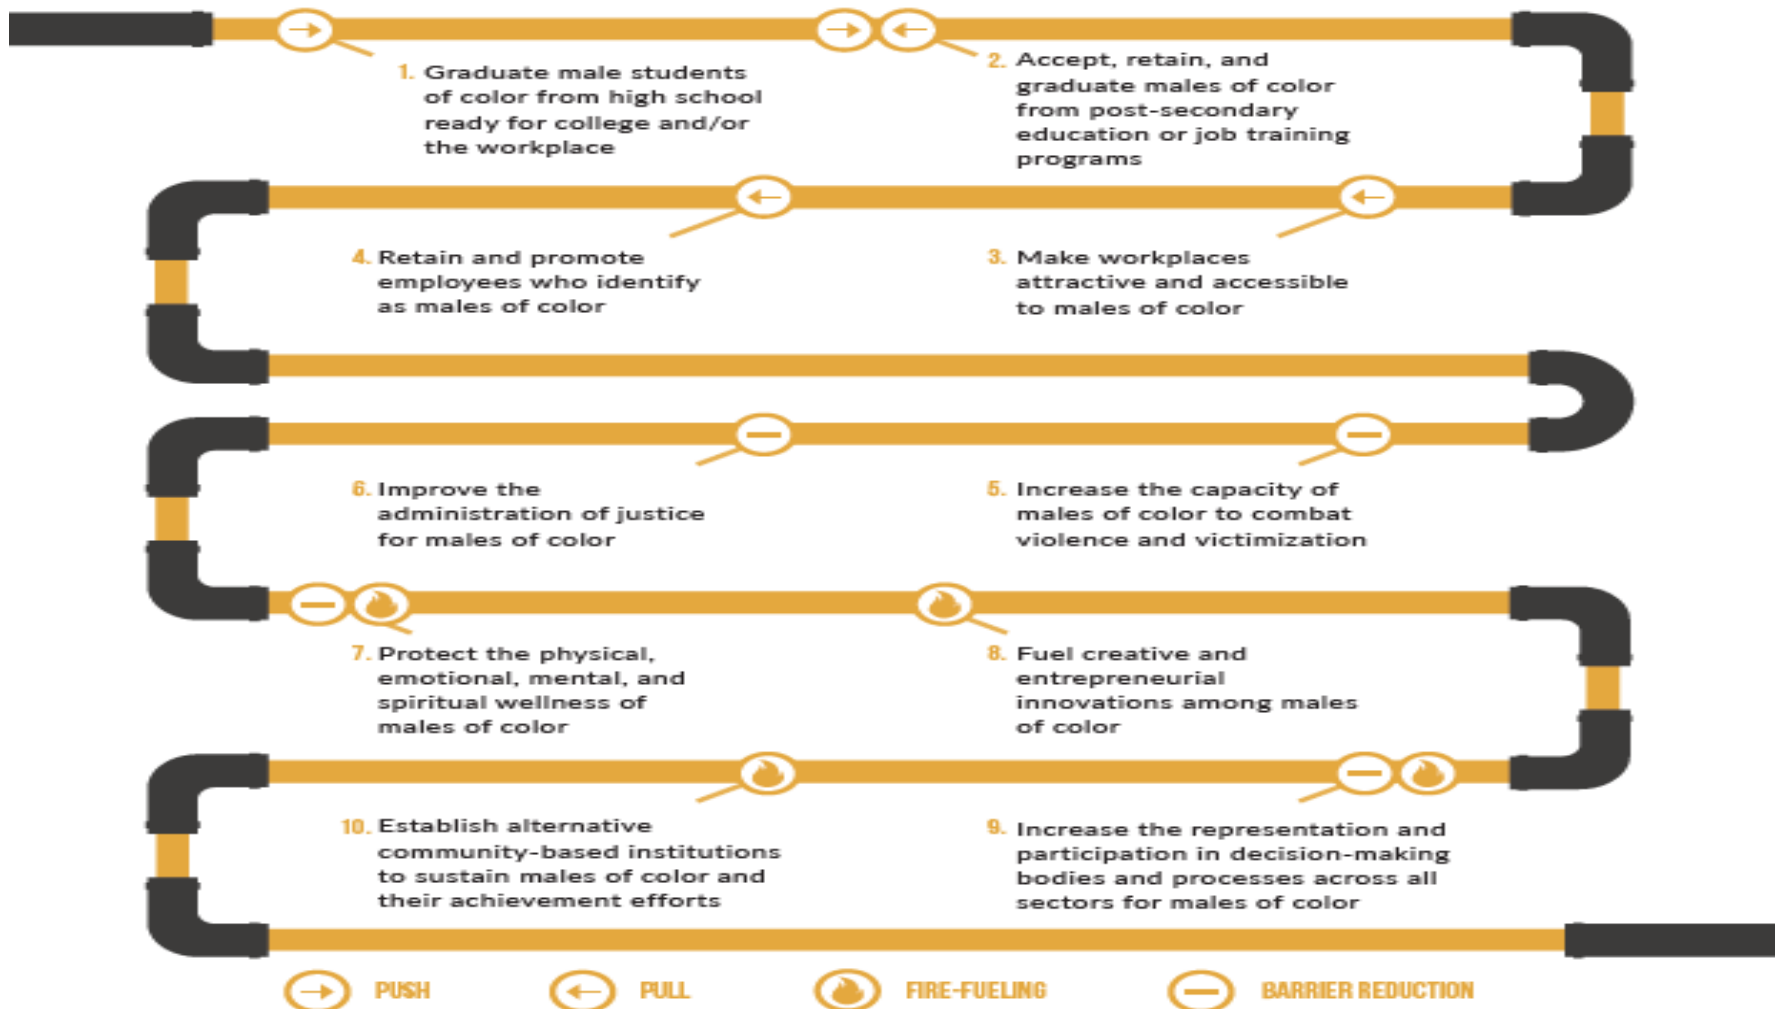 1. Graduate male students
of color from high school
ready for college and/or
the workplace
2. Accept, retain, and
graduate males of color
from post-secondary
education or job training
programs
3. Make workplaces
attractive and accessible
to males of color
4. Retain and promote
employees who identify
as males of color
5. Increase the capacity of
males of color to combat
violence and victimization
6. Improve the
administration of justice
for males of color
7. Protect the physical,
emotional, mental, and
spiritual wellness of
males of color
8. Fuel creative and
entrepreneurial
innovations among males
of color
9. Increase the representation and
participation in decision-making
bodies and processes across all
sectors for males of color
10. Establish alternative
community-based institutions
to sustain males of color and
their achievement efforts
PUSH
PULL
FIRE-FUELING
BARRIER REDUCTION